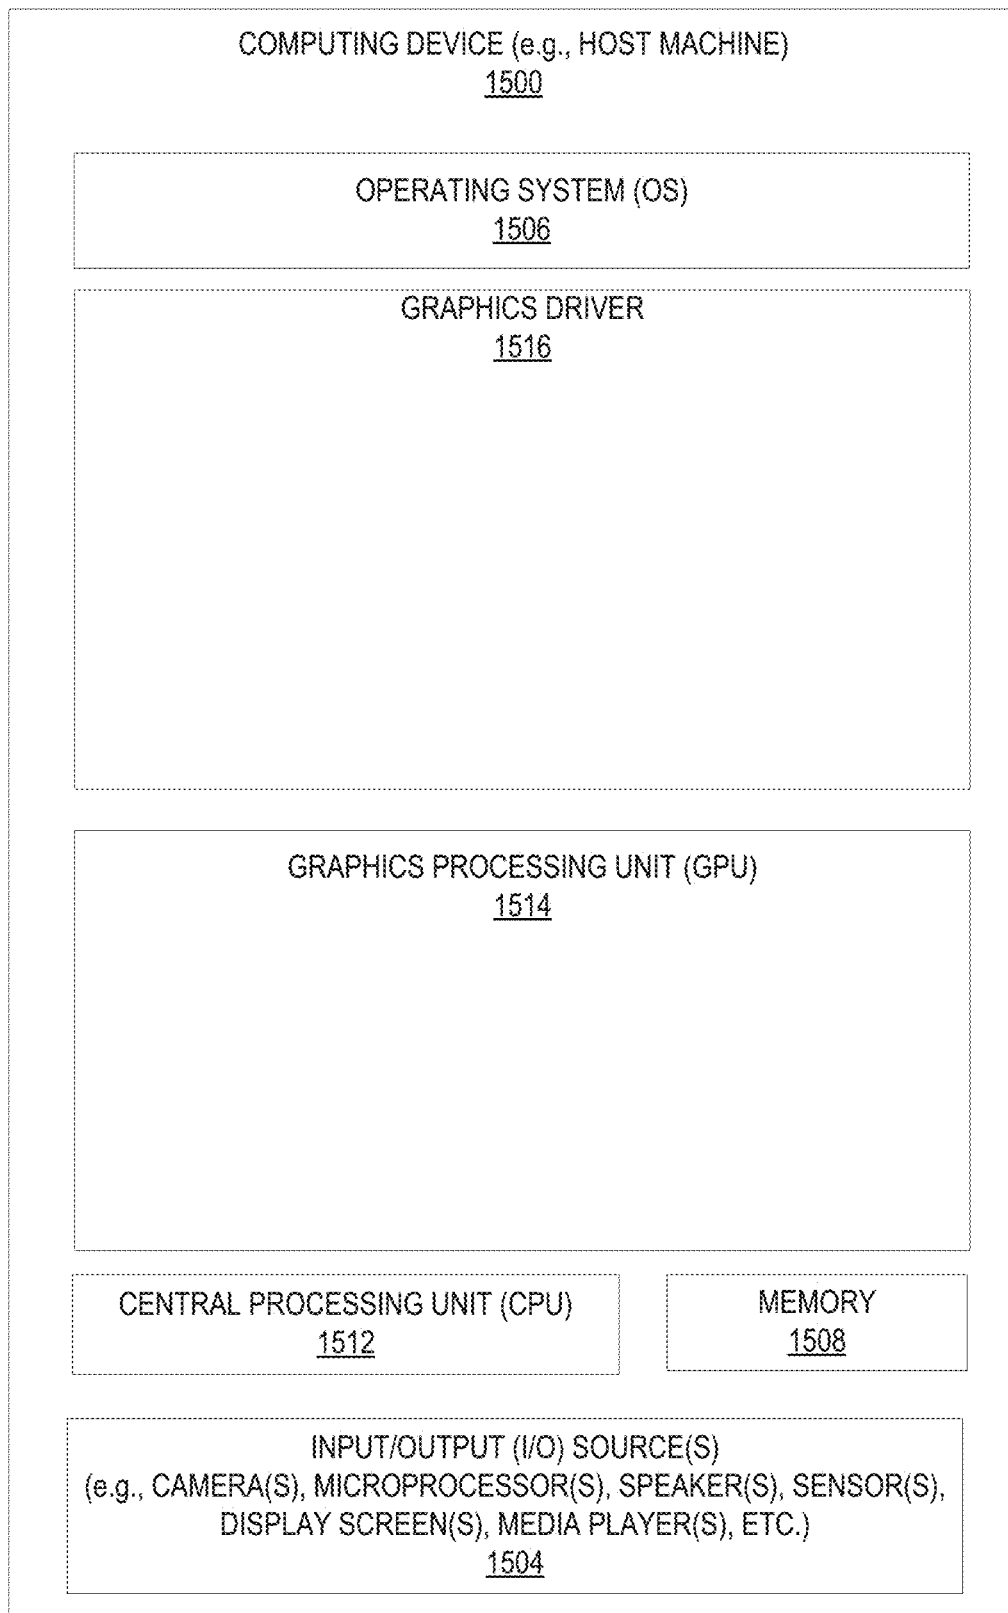 COMPUTING DEVICE (e.g., HOST MACHINE)
1500
OPERATING SYSTEM (OS)
1506
GRAPHICS DRIVER
1516
GRAPHICS PROCESSING UNIT (GPU)
1514
CENTRAL PROCESSING UNIT (CPU)
1512
MEMORY
1508
INPUT/OUTPUT (I/O) SOURCE(S)
(e.g., CAMERA(S), MICROPROCESSOR(S), SPEAKER(S), SENSOR(S),
DISPLAY SCREEN(S), MEDIA PLAYER(S), ETC.)
1504